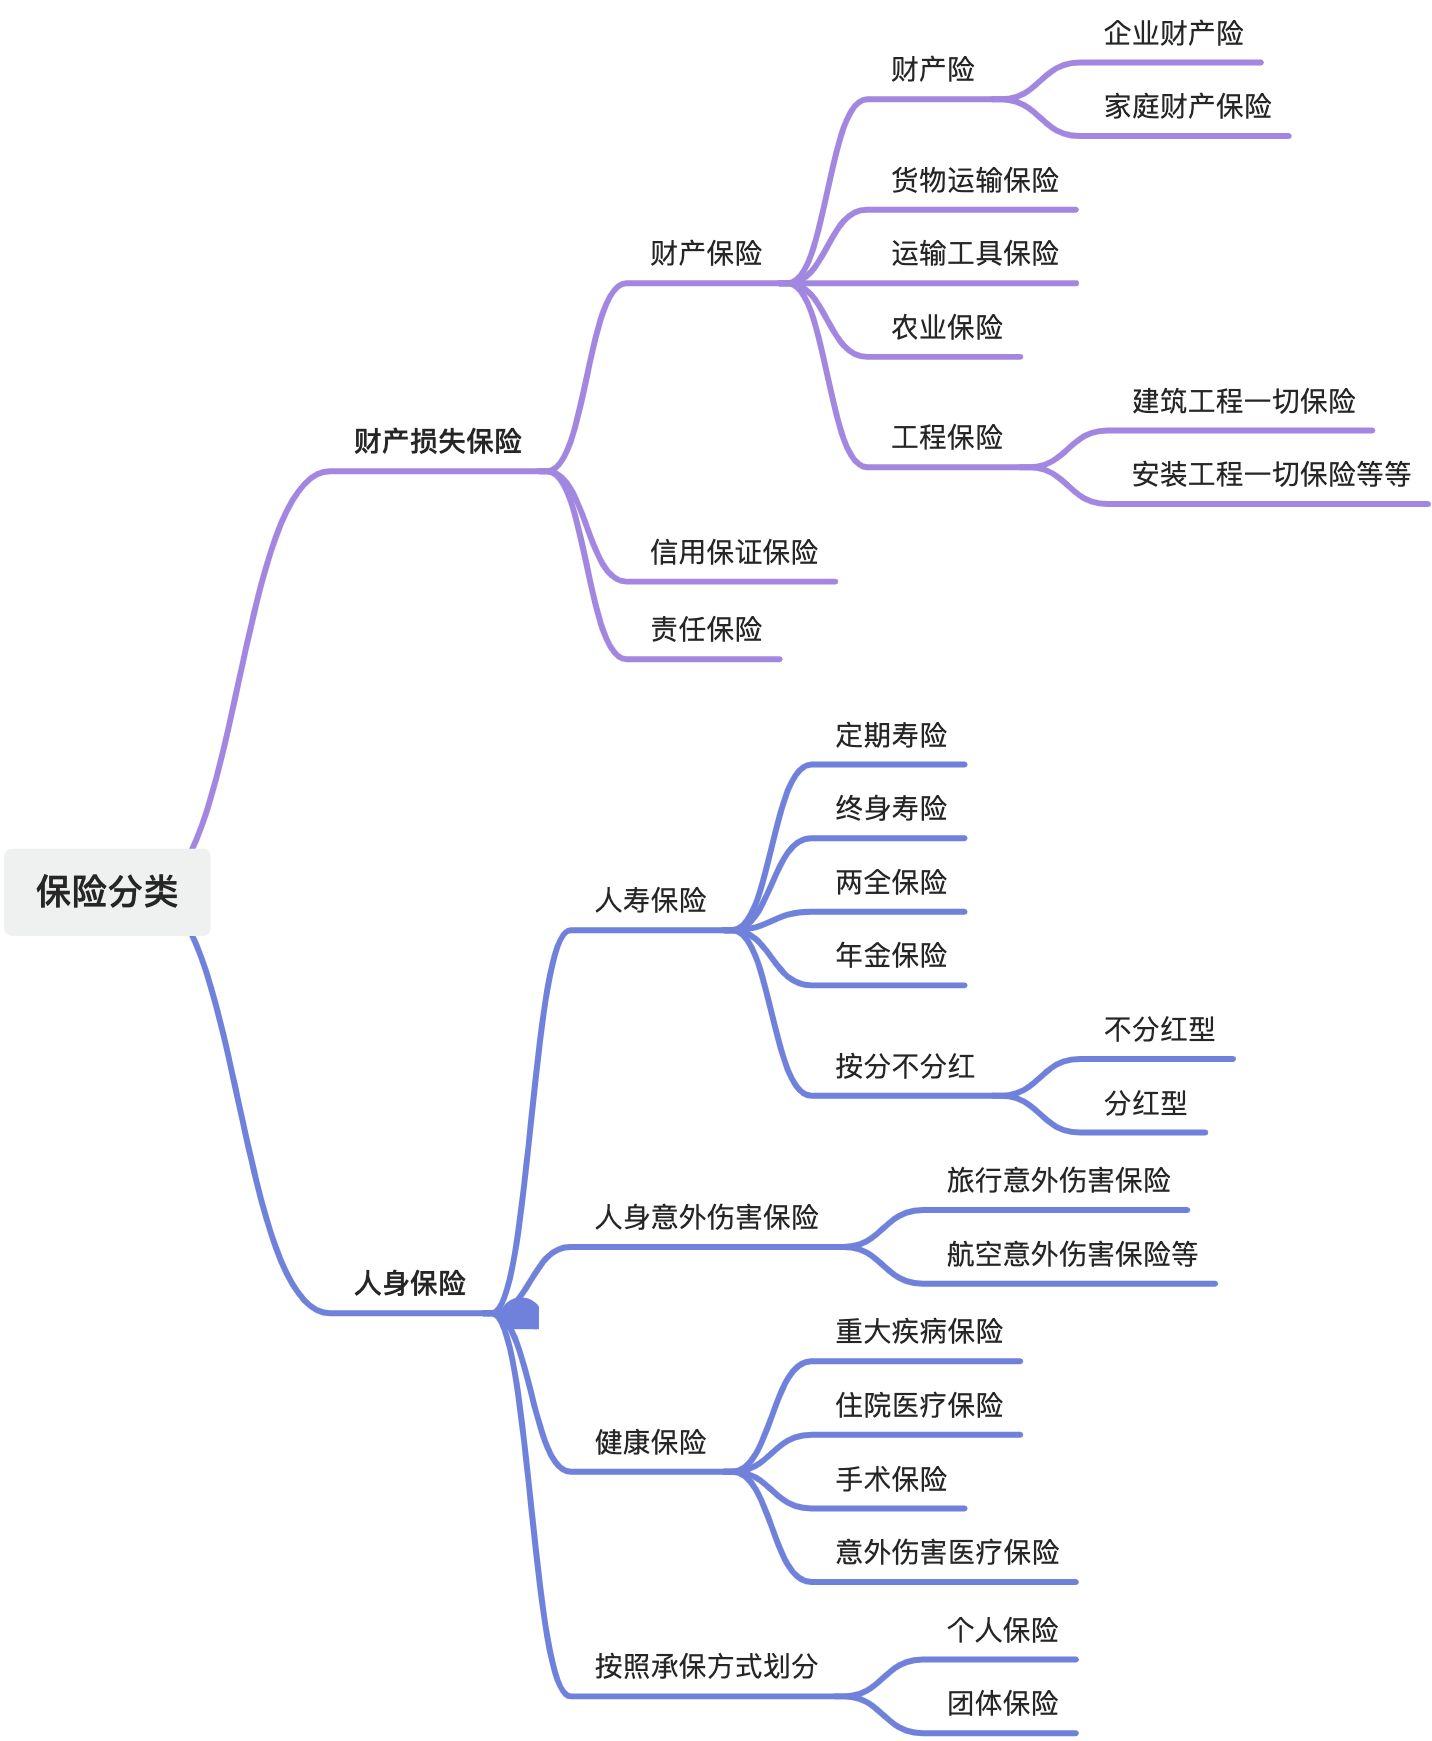 保险分类
财产损失保险
财产保险
财产险
企业财产险
家庭财产保险
货物运输保险
运输工具保险
农业保险
工程保险
建筑工程一切保险
安装工程一切保险等等
信用保证保险
责任保险
人身保险
人寿保险
定期寿险
终身寿险
两全保险
年金保险
按分不分红
不分红型
分红型
人身意外伤害保险
旅行意外伤害保险
航空意外伤害保险等
健康保险
重大疾病保险
住院医疗保险
手术保险
意外伤害医疗保险
按照承保方式划分
个人保险
团体保险